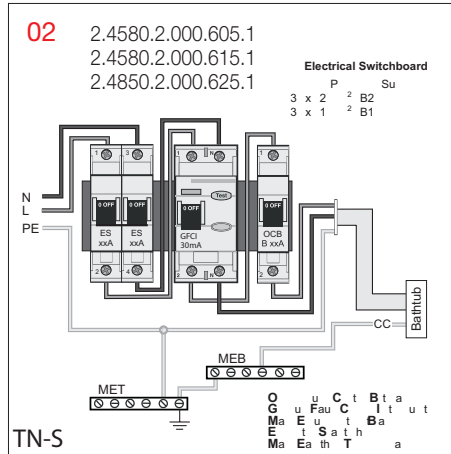 02
2.4580.2.000.605.1
2.4580.2.000.615.1
2.4850.2.000.625.1
Electrical Switchboard
P Su
3 x 2 2 B2
3 x 1 2 B1
1 3 2 N 1
Test
0 OFF 0 OFF 0 OFF 0 OFF
N
L
PE
ES xxA
ES xxA
GFCI 30mA
OCB B xxA
2 4 1 N 2
Bathtub
CC
MEB
MET
TN-S